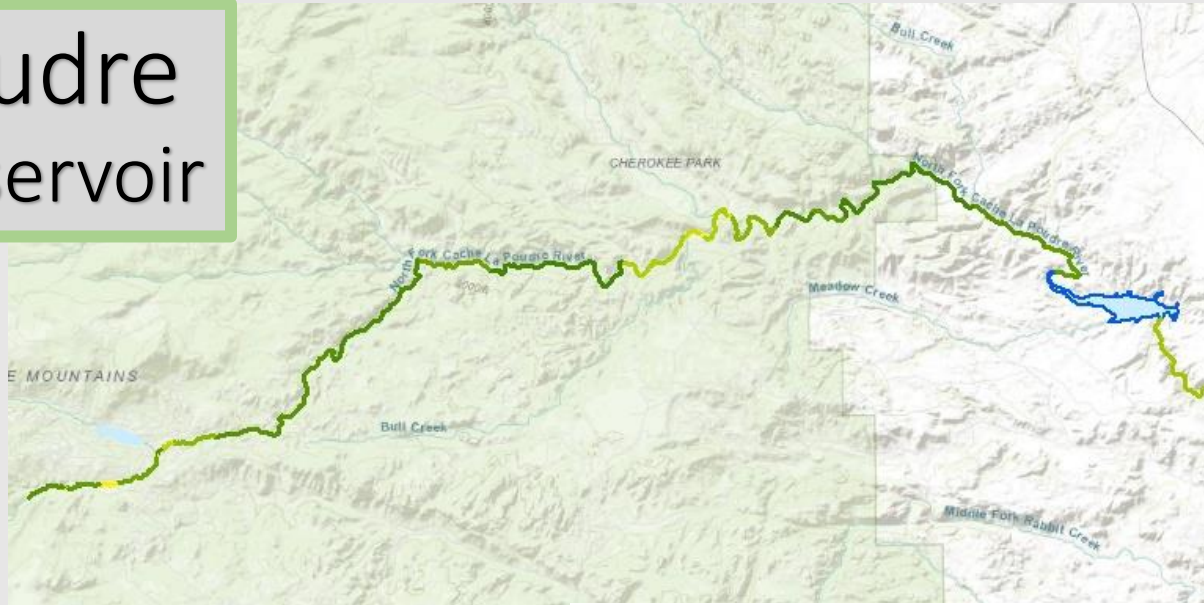 udre
ervoir
Bull Creek
CHEROKEE PARK
North Fork Cache La Poudre River
North Fork Cache La Poudre River
Meadow Creek
E MOUNTAINS
Bull Creek
Middle Fork Rabbit Creek